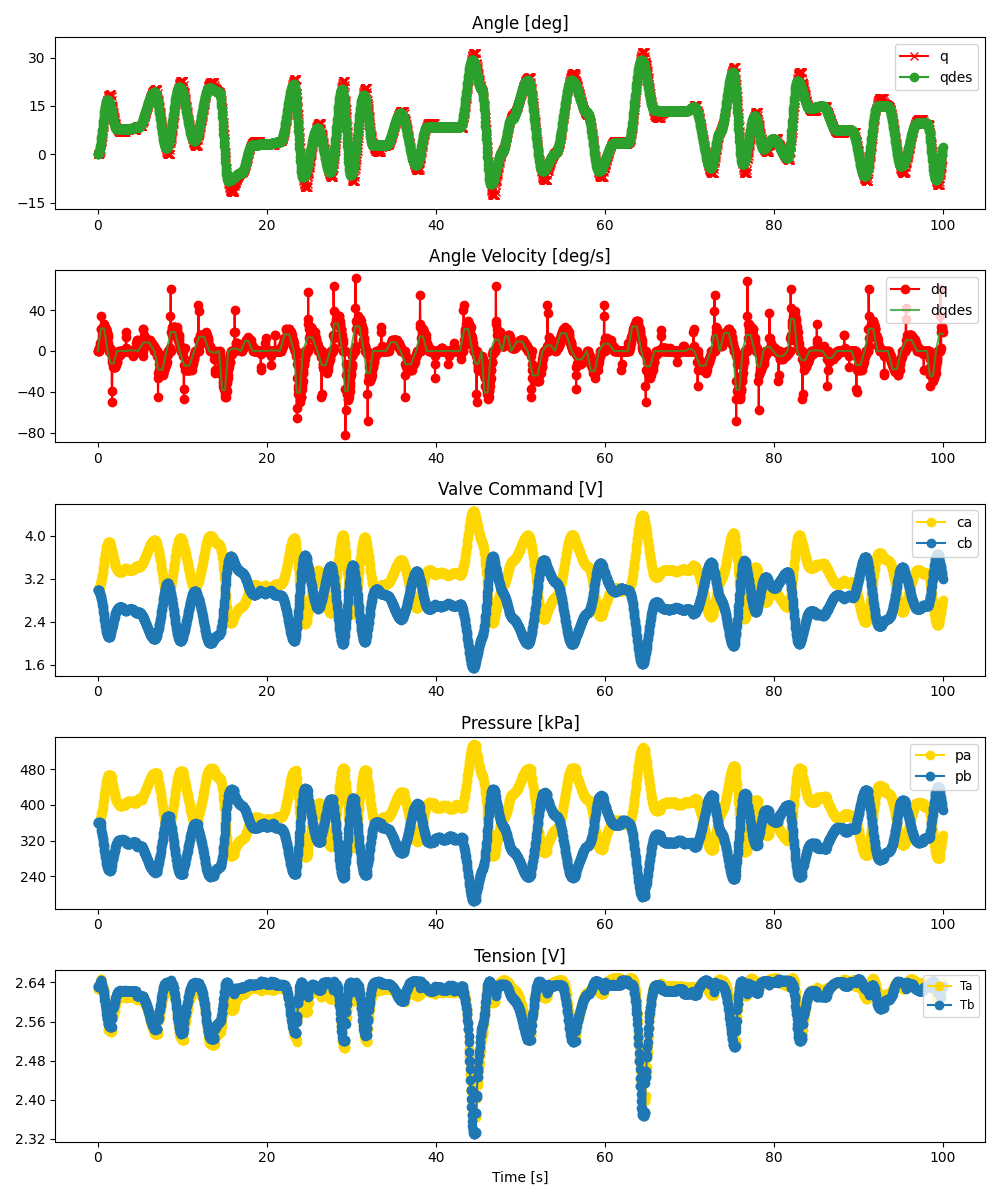 Angle [deg]
30
15
0
−15
q
qdes
0 20 40 60 80 100
Angle Velocity [deg/s]
40
0
−40
−80
dq
dqdes
0 20 40 60 80 100
Valve Command [V]
4.0
3.2
2.4
1.6
ca
cb
0 20 40 60 80 100
Pressure [kPa]
480
400
320
240
pa
pb
0 20 40 60 80 100
Tension [V]
2.64
2.56
2.48
2.40
2.32
Ta
Tb
0 20 40 60 80 100
Time [s]